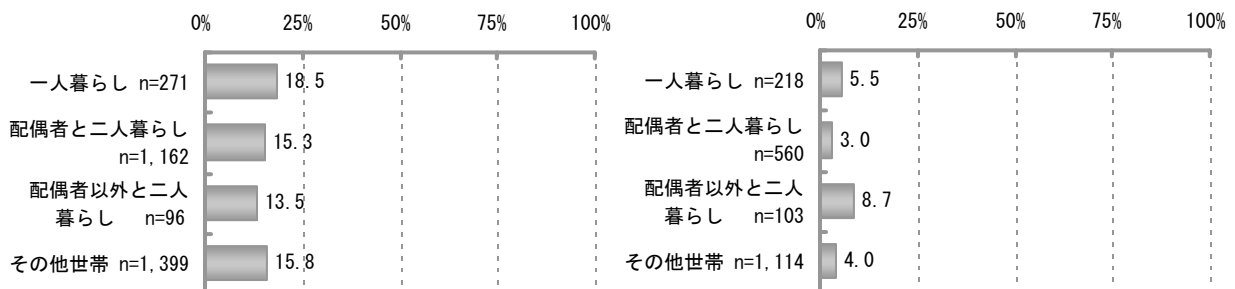 0% 25% 50% 75% 100%
一人暮らし n=271 18.5
配偶者と二人暮らし
n=1,162 15.3
配偶者以外と二人
暮らし n=96 13.5
その他世帯 n=1,399 15.8
0% 25% 50% 75% 100%
一人暮らし n=218 5.5
配偶者と二人暮らし
n=560 3.0
配偶者以外と二人
暮らし n=103 8.7
その他世帯 n=1,114 4.0